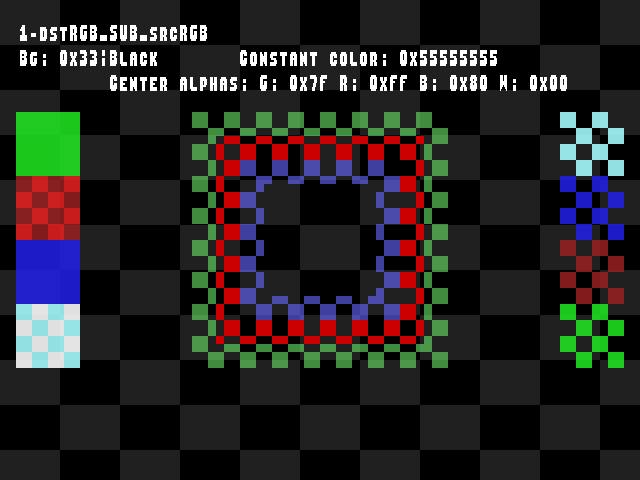 1-dstRGB_SUB_srcRGB
Bg: 0x33|Black Constant color: 0x55555555
Center alphas: G: 0x7f R: 0xff B: 0x80 W: 0x00